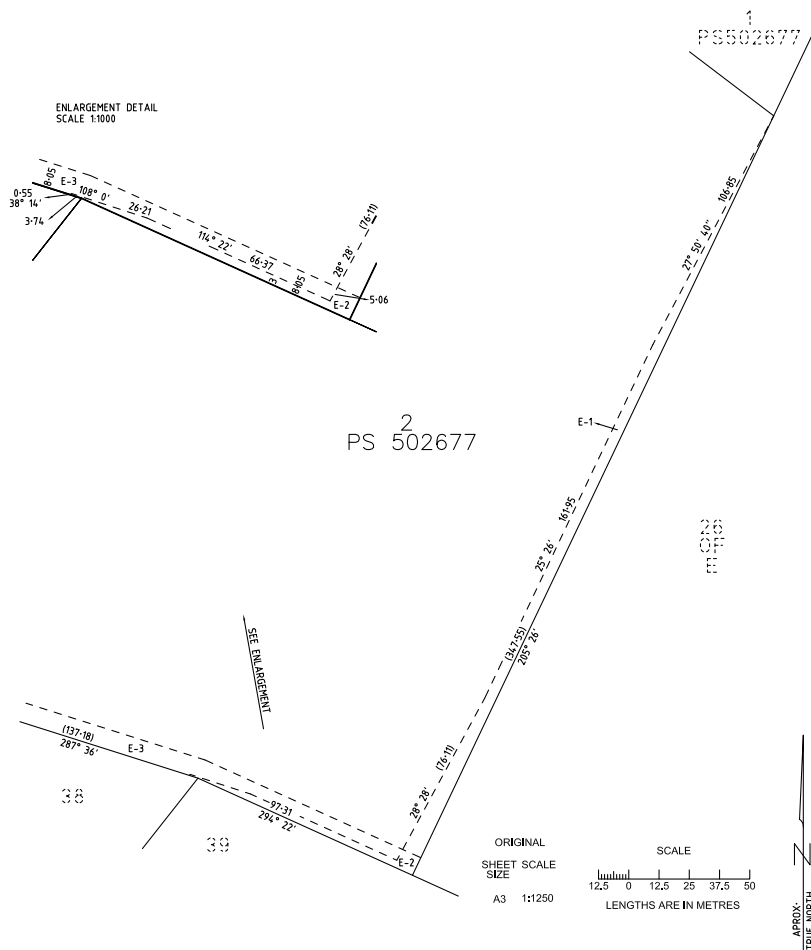 1
PS502677
ENLARGEMENT DETAIL
SCALE 1:1000
8·05
E-3
0·55
38° 14'
3·74
108° 0'
26·21
114° 22'
66·37
3
8·05
28° 28'
(76·11)
E-2
5·06
106·85
27° 50' 40"
2
PS 502677
E-1
161·95
25° 26'
26
OF
E
(347·55)
205° 26'
SEE ENLARGEMENT
(137·18)
287° 36'
E-3
38
39
97·31
294° 22'
28° 28'
(76·11)
E-2
ORIGINAL
SHEET SCALE
SIZE
A3 1:1250
SCALE
12.5 0 12.5 25 37.5 50
LENGTHS ARE IN METRES
N
APROX·
TRUE NORTH